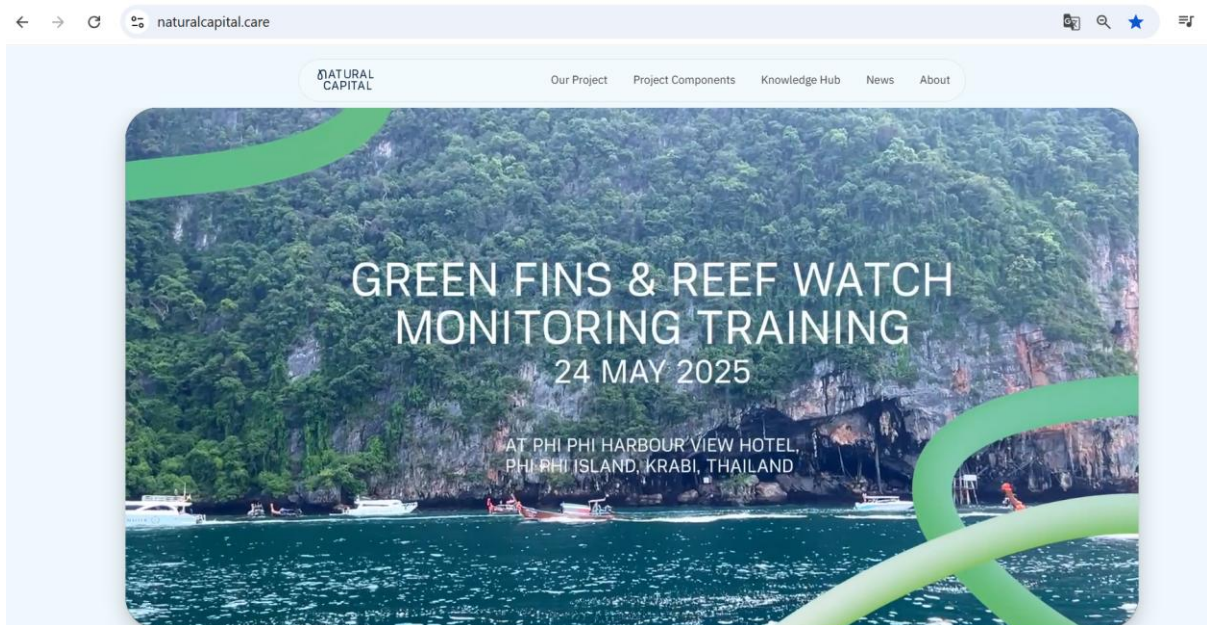 naturalcapital.care
NATURAL
CAPITAL
Our Project
Project Components
Knowledge Hub
News
About
GREEN FINS & REEF WATCH
MONITORING TRAINING
24 MAY 2025
AT PHI PHI HARBOUR VIEW HOTEL,
PHI PHI ISLAND, KRABI, THAILAND